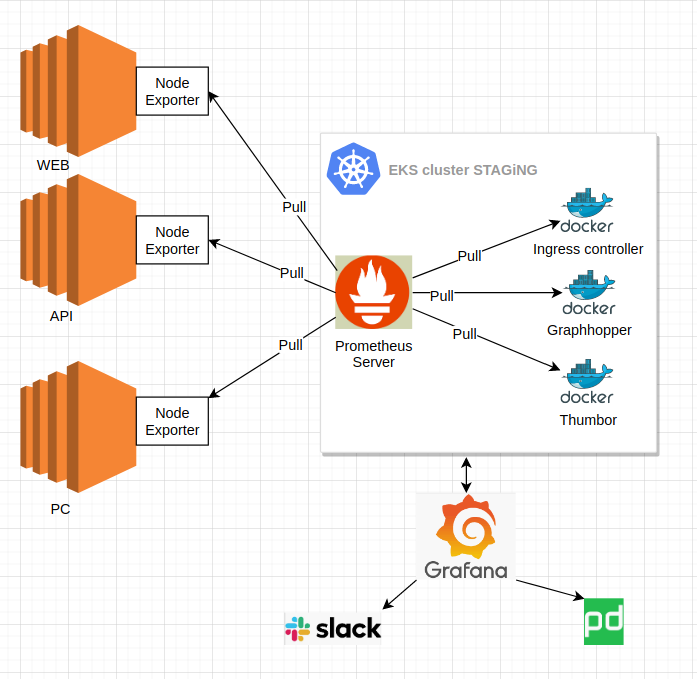 Node
Exporter
WEB
Pull
EKS cluster STAGiNG
docker
Ingress controller
Node
Exporter
API
Pull
Pull
Pull
docker
Graphhopper
Prometheus
Server
Pull
Pull
docker
Thumbor
Node
Exporter
PC
Grafana
slack
pd